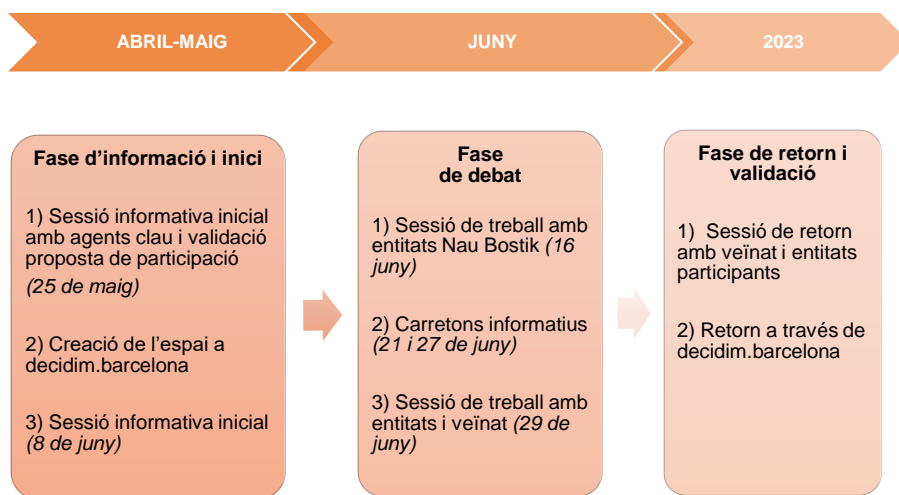 ABRIL-MAIG
JUNY
2023
Fase d'informació i inici
1) Sessió informativa inicial
amb agents clau i validació
proposta de participació
(25 de maig)
2) Creació de l'espai a
decidim.barcelona
3) Sessió informativa inicial
(8 de juny)
Fase
de debat
1) Sessió de treball amb
entitats Nau Bostik (16
juny)
2) Carretons informatius
(21 i 27 de juny)
3) Sessió de treball amb
entitats i veïnat (29 de
juny)
Fase de retorn i
validació
1) Sessió de retorn
amb veïnat i entitats
participants
2) Retorn a través de
decidim.barcelona